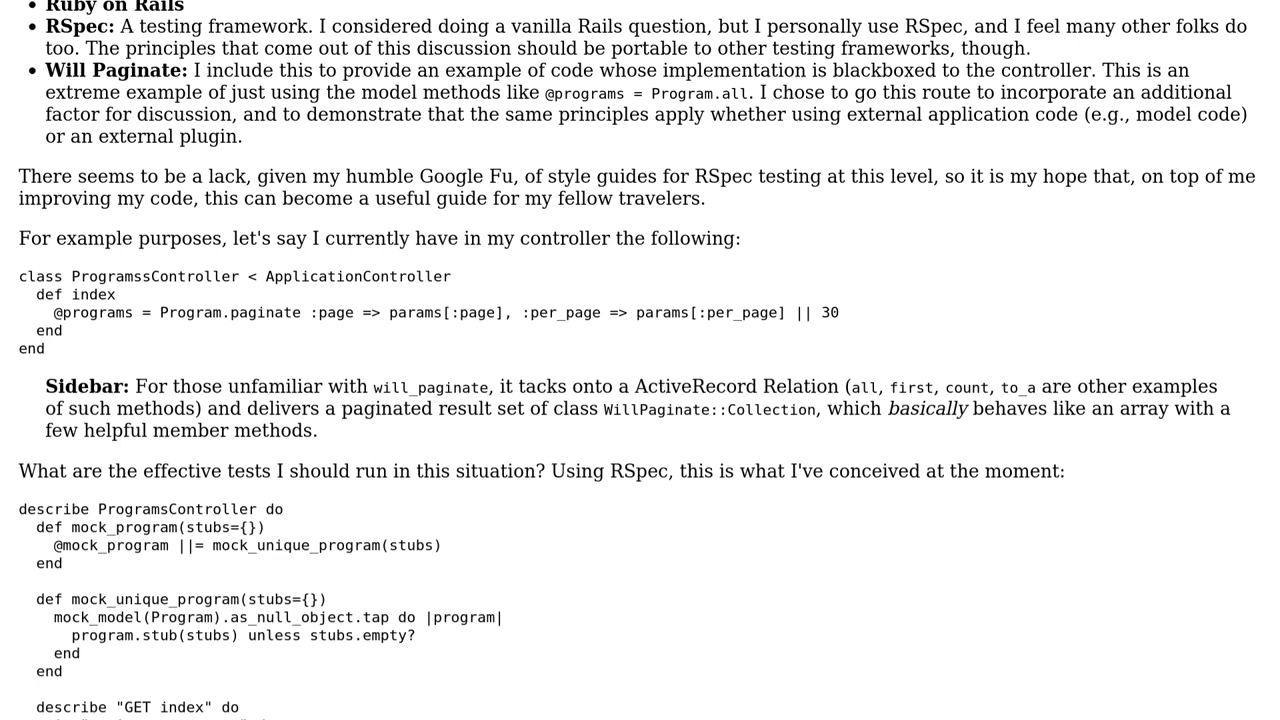 • Ruby on Rails
• RSpec: A testing framework. I considered doing a vanilla Rails question, but I personally use RSpec, and I feel many other folks do
too. The principles that come out of this discussion should be portable to other testing frameworks, though.
• Will Paginate: I include this to provide an example of code whose implementation is blackboxed to the controller. This is an
extreme example of just using the model methods like @programs = Program.all. I chose to go this route to incorporate an additional
factor for discussion, and to demonstrate that the same principles apply whether using external application code (e.g., model code)
or an external plugin.
There seems to be a lack, given my humble Google Fu, of style guides for RSpec testing at this level, so it is my hope that, on top of me
improving my code, this can become a useful guide for my fellow travelers.
For example purposes, let's say I currently have in my controller the following:
class ProgramssController < ApplicationController
  def index
    @programs = Program.paginate :page => params[:page], :per_page => params[:per_page] || 30
  end
end
Sidebar: For those unfamiliar with will_paginate, it tacks onto a ActiveRecord Relation (all, first, count, to_a are other examples
of such methods) and delivers a paginated result set of class WillPaginate::Collection, which basically behaves like an array with a
few helpful member methods.
What are the effective tests I should run in this situation? Using RSpec, this is what I've conceived at the moment:
describe ProgramsController do
  def mock_program(stubs={})
    @mock_program ||= mock_unique_program(stubs)
  end
  def mock_unique_program(stubs={})
    mock_model(Program).as_null_object.tap do |program|
      program.stub(stubs) unless stubs.empty?
    end
  end
  describe "GET index" do